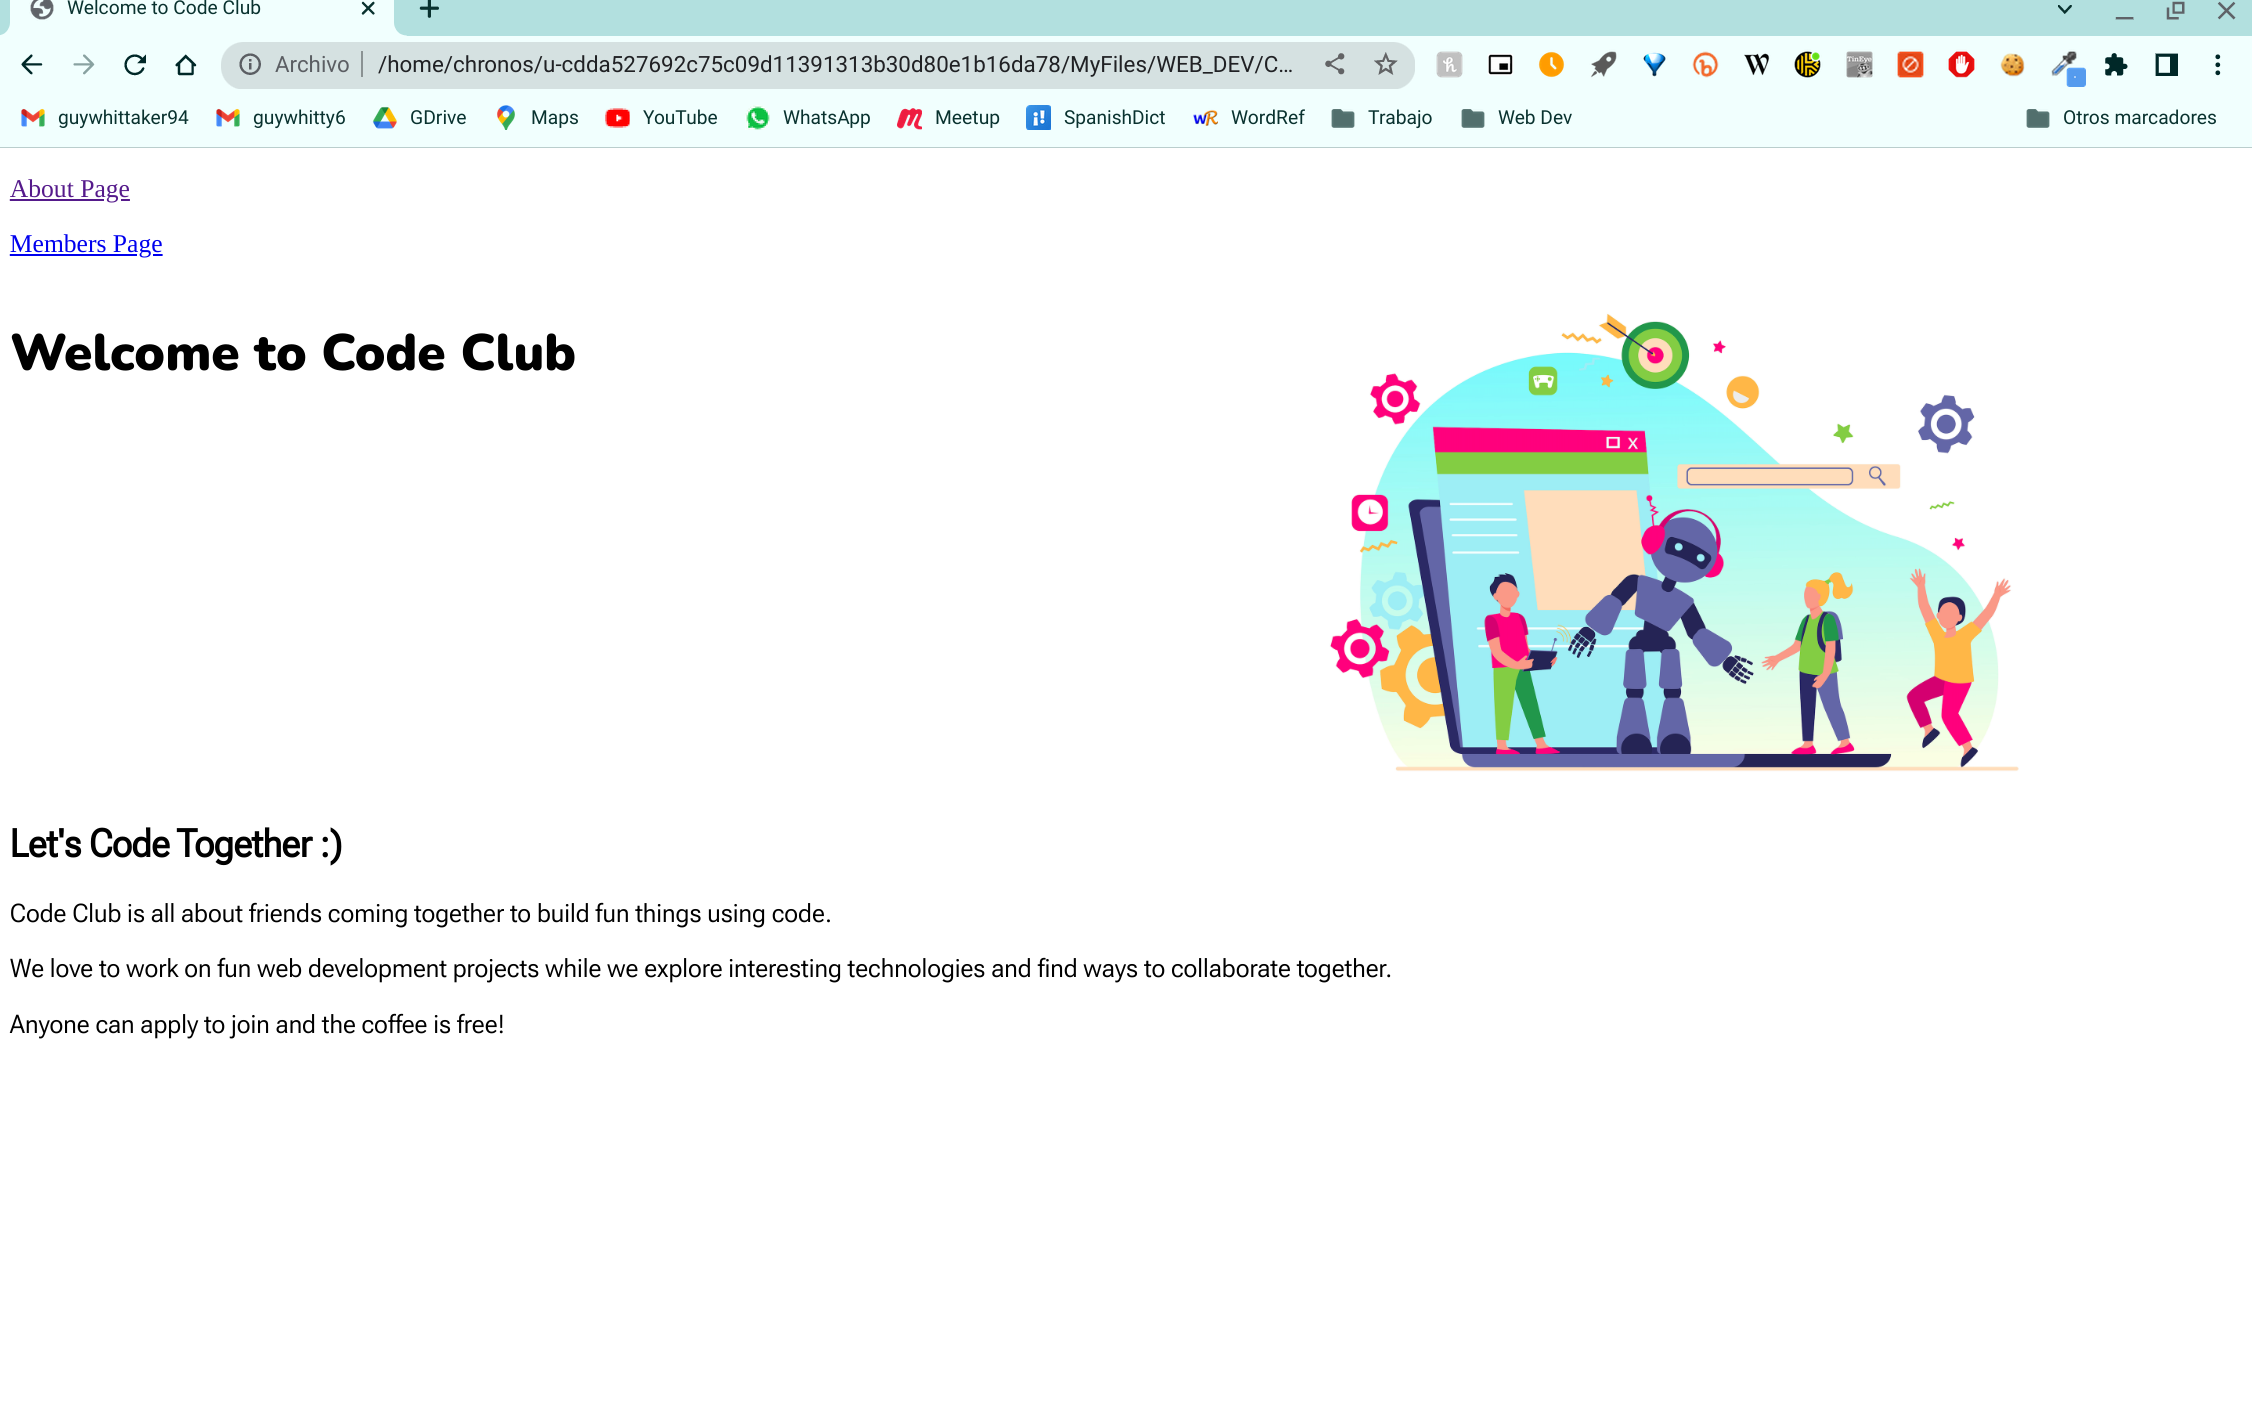 Welcome to Code Club
Archivo /home/chronos/u-cdda527692c75c09d11391313b30d80e1b16da78/MyFiles/WEB_DEV/C...
guywhittaker94 guywhitty6 GDrive Maps YouTube WhatsApp Meetup SpanishDict WordRef Trabajo Web Dev Otros marcadores
About Page
Members Page
Welcome to Code Club
Let's Code Together :)
Code Club is all about friends coming together to build fun things using code.
We love to work on fun web development projects while we explore interesting technologies and find ways to collaborate together.
Anyone can apply to join and the coffee is free!